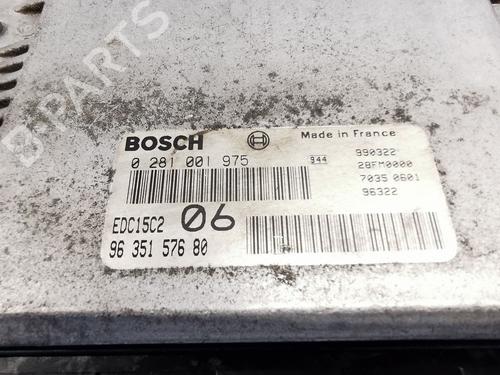 B-PARTS
BOSCH
Made in France
0 281 001 975
944
990322
28FM0000
7035 0601
96322
EDC15C2
06
96 351 576 80